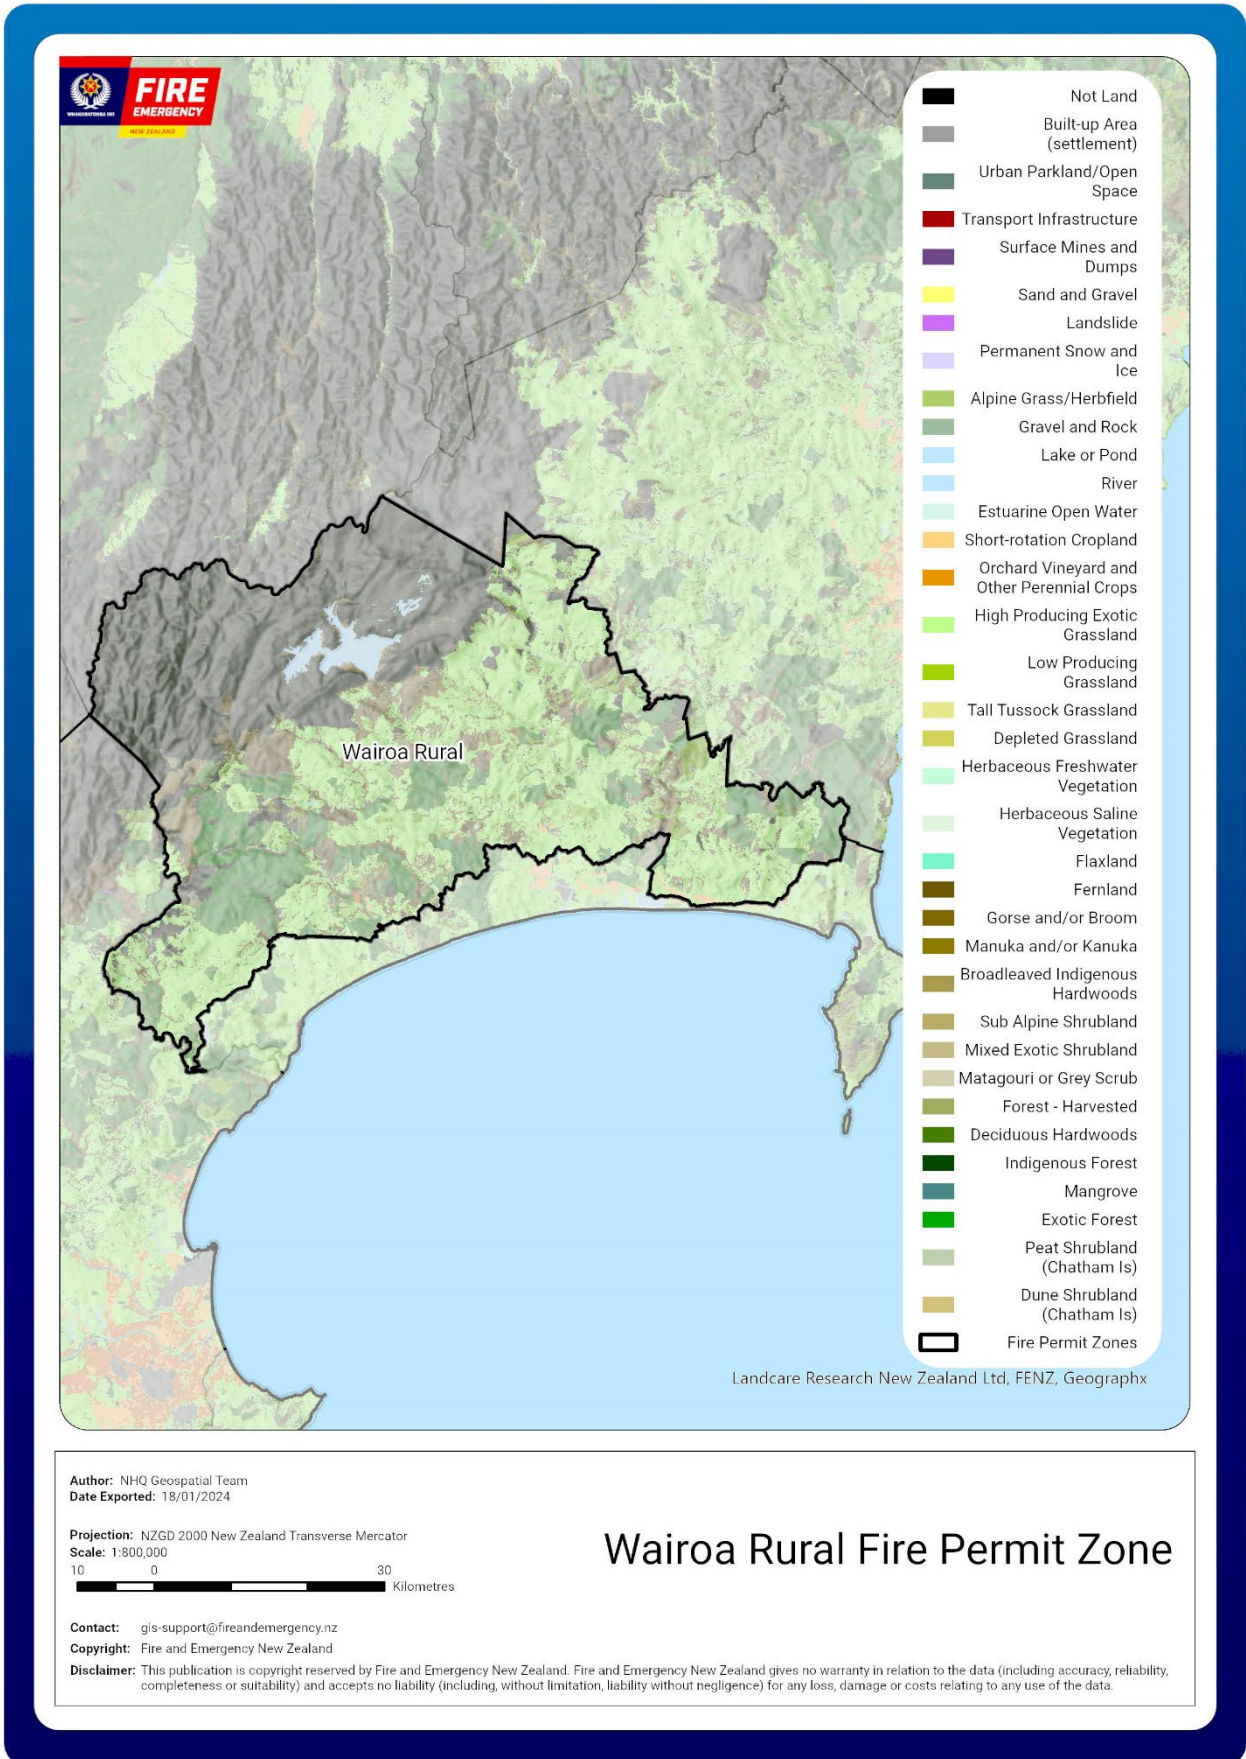 WHAKARATONGA IWI
FIRE
EMERGENCY
NEW ZEALAND
Not Land
Built-up Area
(settlement)
Urban Parkland/Open
Space
Transport Infrastructure
Surface Mines and
Dumps
Sand and Gravel
Landslide
Permanent Snow and
Ice
Alpine Grass/Herbfield
Gravel and Rock
Lake or Pond
River
Estuarine Open Water
Short-rotation Cropland
Orchard Vineyard and
Other Perennial Crops
High Producing Exotic
Grassland
Low Producing
Grassland
Tall Tussock Grassland
Depleted Grassland
Herbaceous Freshwater
Vegetation
Herbaceous Saline
Vegetation
Flaxland
Fernland
Gorse and/or Broom
Manuka and/or Kanuka
Broadleaved Indigenous
Hardwoods
Sub Alpine Shrubland
Mixed Exotic Shrubland
Matagouri or Grey Scrub
Forest - Harvested
Deciduous Hardwoods
Indigenous Forest
Mangrove
Exotic Forest
Peat Shrubland
(Chatham Is)
Dune Shrubland
(Chatham Is)
Fire Permit Zones
Wairoa Rural
Landcare Research New Zealand Ltd, FENZ, Geographx
Author: NHQ Geospatial Team
Date Exported: 18/01/2024
Projection: NZGD 2000 New Zealand Transverse Mercator
Scale: 1:800,000
10 0 30
Kilometres
Wairoa Rural Fire Permit Zone
Contact: gis-support@fireandemergency.nz
Copyright: Fire and Emergency New Zealand
Disclaimer: This publication is copyright reserved by Fire and Emergency New Zealand. Fire and Emergency New Zealand gives no warranty in relation to the data (including accuracy, reliability,
completeness or suitability) and accepts no liability (including, without limitation, liability without negligence) for any loss, damage or costs relating to any use of the data.